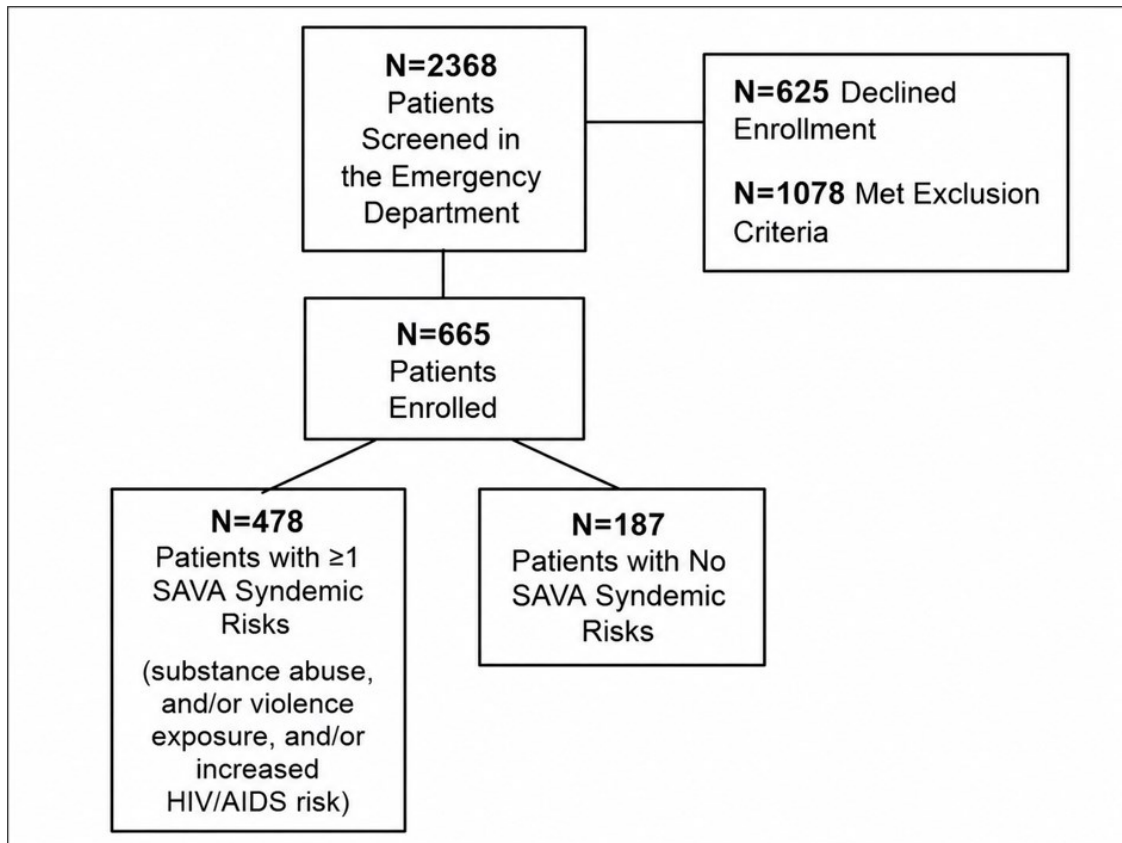 N=2368
Patients
Screened in
the Emergency
Department
N=625 Declined
Enrollment
N=1078 Met Exclusion
Criteria
N=665
Patients
Enrolled
N=478
Patients with ≥1
SAVA Syndemic
Risks
(substance abuse,
and/or violence
exposure, and/or
increased
HIV/AIDS risk)
N=187
Patients with No
SAVA Syndemic
Risks